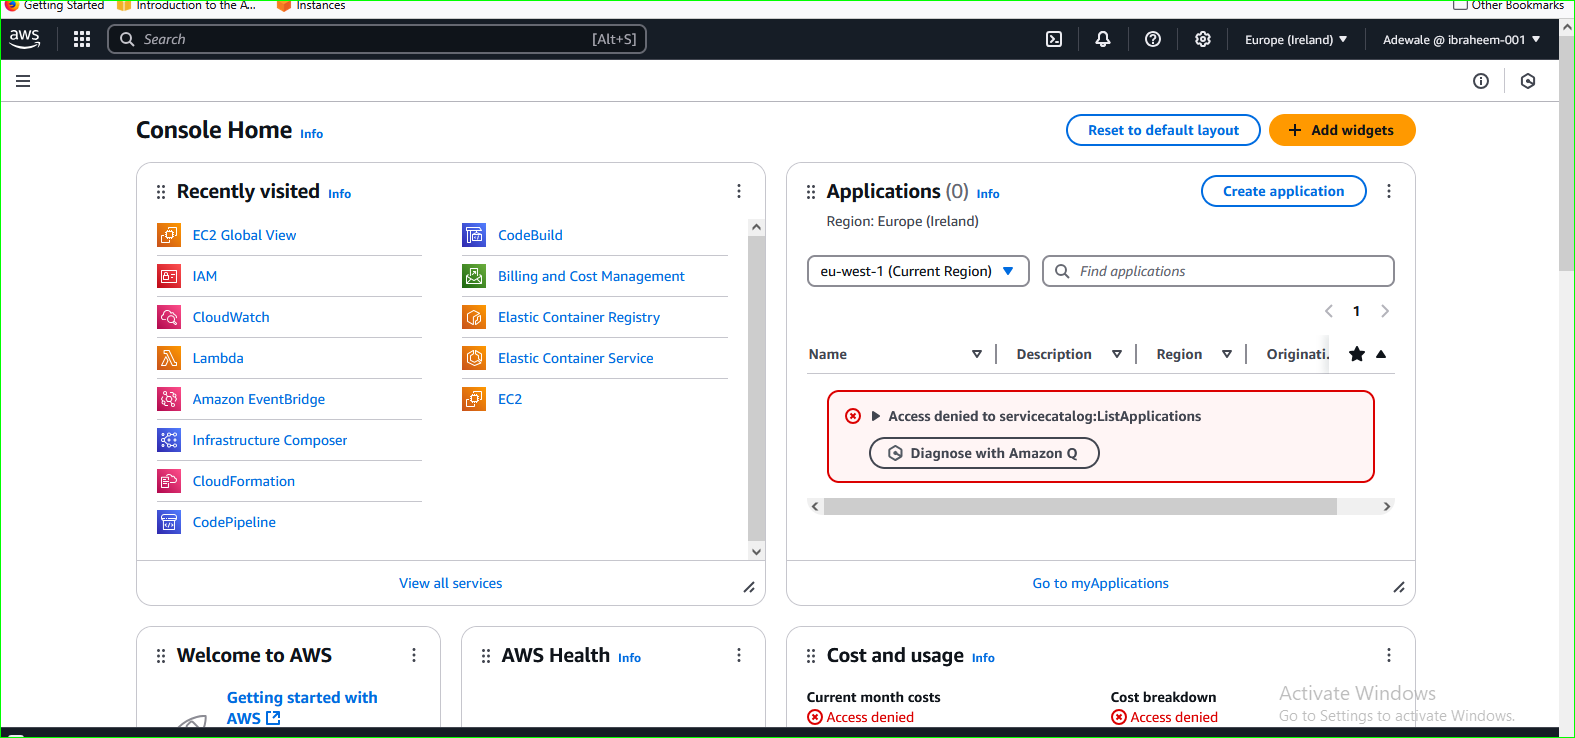 Getting Started Introduction to the A... Instances Other Bookmarks
aws Search [Alt+S] Europe (Ireland) Adewale @ ibraheem-001
Console Home Info Reset to default layout Add widgets
Recently visited Info
EC2 Global View
IAM
CloudWatch
Lambda
Amazon EventBridge
Infrastructure Composer
CloudFormation
CodePipeline
CodeBuild
Billing and Cost Management
Elastic Container Registry
Elastic Container Service
EC2
View all services
Applications (0) Info Create application
Region: Europe (Ireland)
eu-west-1 (Current Region) Find applications
1
Name Description Region Originati.
Access denied to servicecatalog:ListApplications
Diagnose with Amazon Q
Go to myApplications
Welcome to AWS
Getting started with
AWS
AWS Health Info
Cost and usage Info
Current month costs
Access denied
Cost breakdown
Access denied
Activate Windows
Go to Settings to activate Windows.